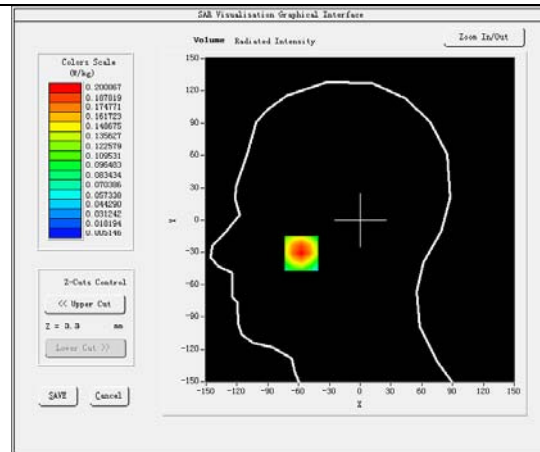 SAR Visualisation Graphical Interface
Volume Radiated Intensity
Zoom In/Out
Colors Scale
(W/kg)
0.200867
0.187819
0.174771
0.161723
0.148675
0.135627
0.122579
0.109531
0.096483
0.083434
0.070386
0.057338
0.044290
0.031242
0.018194
0.005146
Z-Cuts Control
<< Upper Cut
Z = 3.3 mm
Lower Cut >>
SAVE Cancel
150
120
90
60
30
0
-30
-60
-90
-120
-150
Y
-150 -120 -90 -60 -30 0 30 60 90 120 150
X